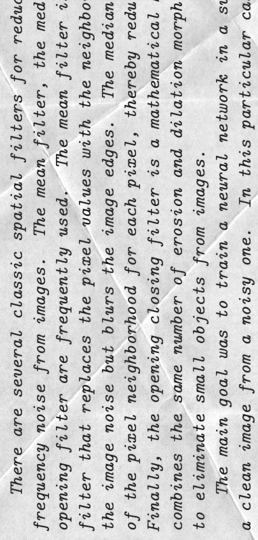 There are several classic spatial filters for reduc
frequency noise from images. The mean filter, the med
opening filter are frequently used. The mean filter i
filter that replaces the pixel values with the neighbo
the image noise but blurs the image edges. The median
of the pixel neighborhood for each pixel, thereby redu
Finally, the opening closing filter is a mathematical
combines the same number of erosion and dilation morph
to eliminate small objects from images.
The main goal was to train a neural network in a su
a clean image from a noisy one. In this particular ca